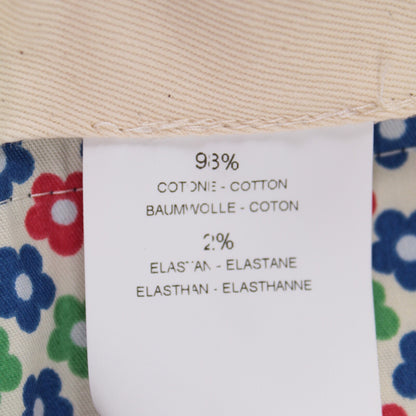 98%
COTONE - COTTON
BAUMWOLLE - COTON
2%
ELASTAN - ELASTANE
ELASTHAN - ELASTHANNE